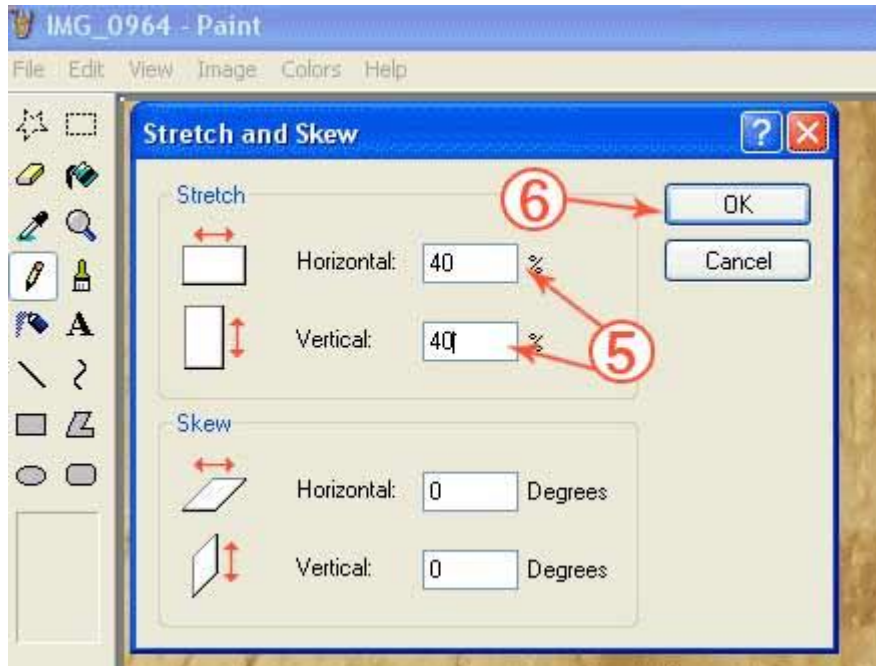 IMG_0964 - Paint
File Edit View Image Colors Help
Stretch and Skew
Stretch
6
OK
Horizontal: 40 %
Cancel
Vertical: 40 %
5
Skew
Horizontal: 0 Degrees
Vertical: 0 Degrees